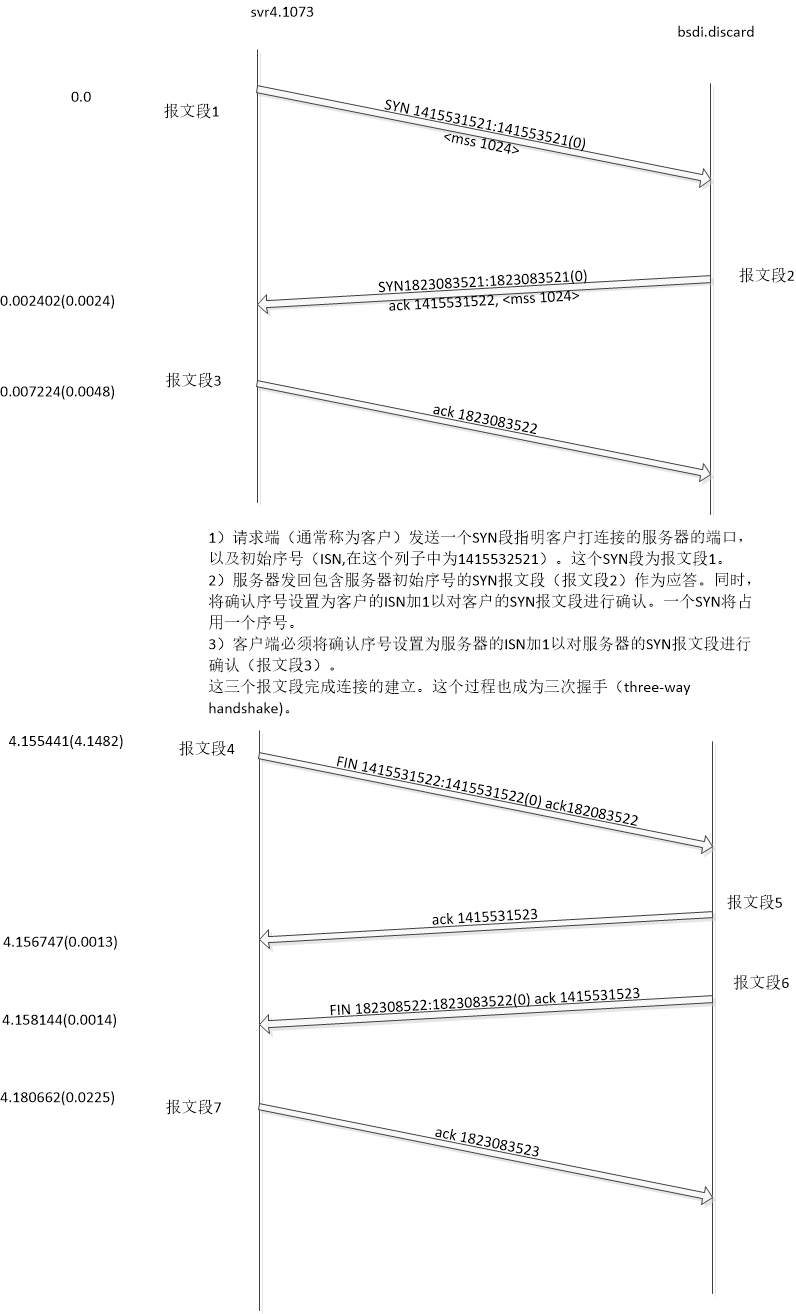 svr4.1073
bsdi.discard
0.0
报文段1
SYN 1415531521:141553521(0)
<mss 1024>
报文段2
SYN1823083521:1823083521(0)
0.002402(0.0024)
ack 1415531522, <mss 1024>
报文段3
0.007224(0.0048)
ack 1823083522
1）请求端（通常称为客户）发送一个SYN段指明客户打连接的服务器的端口，
以及初始序号（ISN,在这个列子中为1415532521）。这个SYN段为报文段1。
2）服务器发回包含服务器初始序号的SYN报文段（报文段2）作为应答。同时，
将确认序号设置为客户的ISN加1以对客户的SYN报文段进行确认。一个SYN将占
用一个序号。
3）客户端必须将确认序号设置为服务器的ISN加1以对服务器的SYN报文段进行
确认（报文段3）。
这三个报文段完成连接的建立。这个过程也成为三次握手（three-way
handshake)。
4.155441(4.1482)
报文段4
FIN 1415531522:1415531522(0) ack182083522
报文段5
ack 1415531523
4.156747(0.0013)
报文段6
FIN 182308522:1823083522(0) ack 1415531523
4.158144(0.0014)
4.180662(0.0225)
报文段7
ack 1823083523